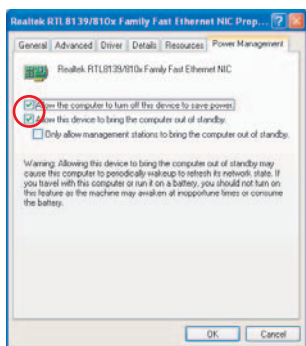 Realtek RTL8139/810x Family Fast Ethernet NIC Prop...
General Advanced Driver Details Resources Power Management
Realtek RTL8139/810x Family Fast Ethernet NIC
Allow the computer to turn off this device to save power.
Allow this device to bring the computer out of standby.
Only allow management stations to bring the computer out of standby.
Warning: Allowing this device to bring the computer out of standby may
cause this computer to periodically wakeup to refresh its network state. If
you travel with this computer or run it on a battery, you should not turn on
this feature as the machine may awaken at inopportune times or consume
the battery.
OK Cancel